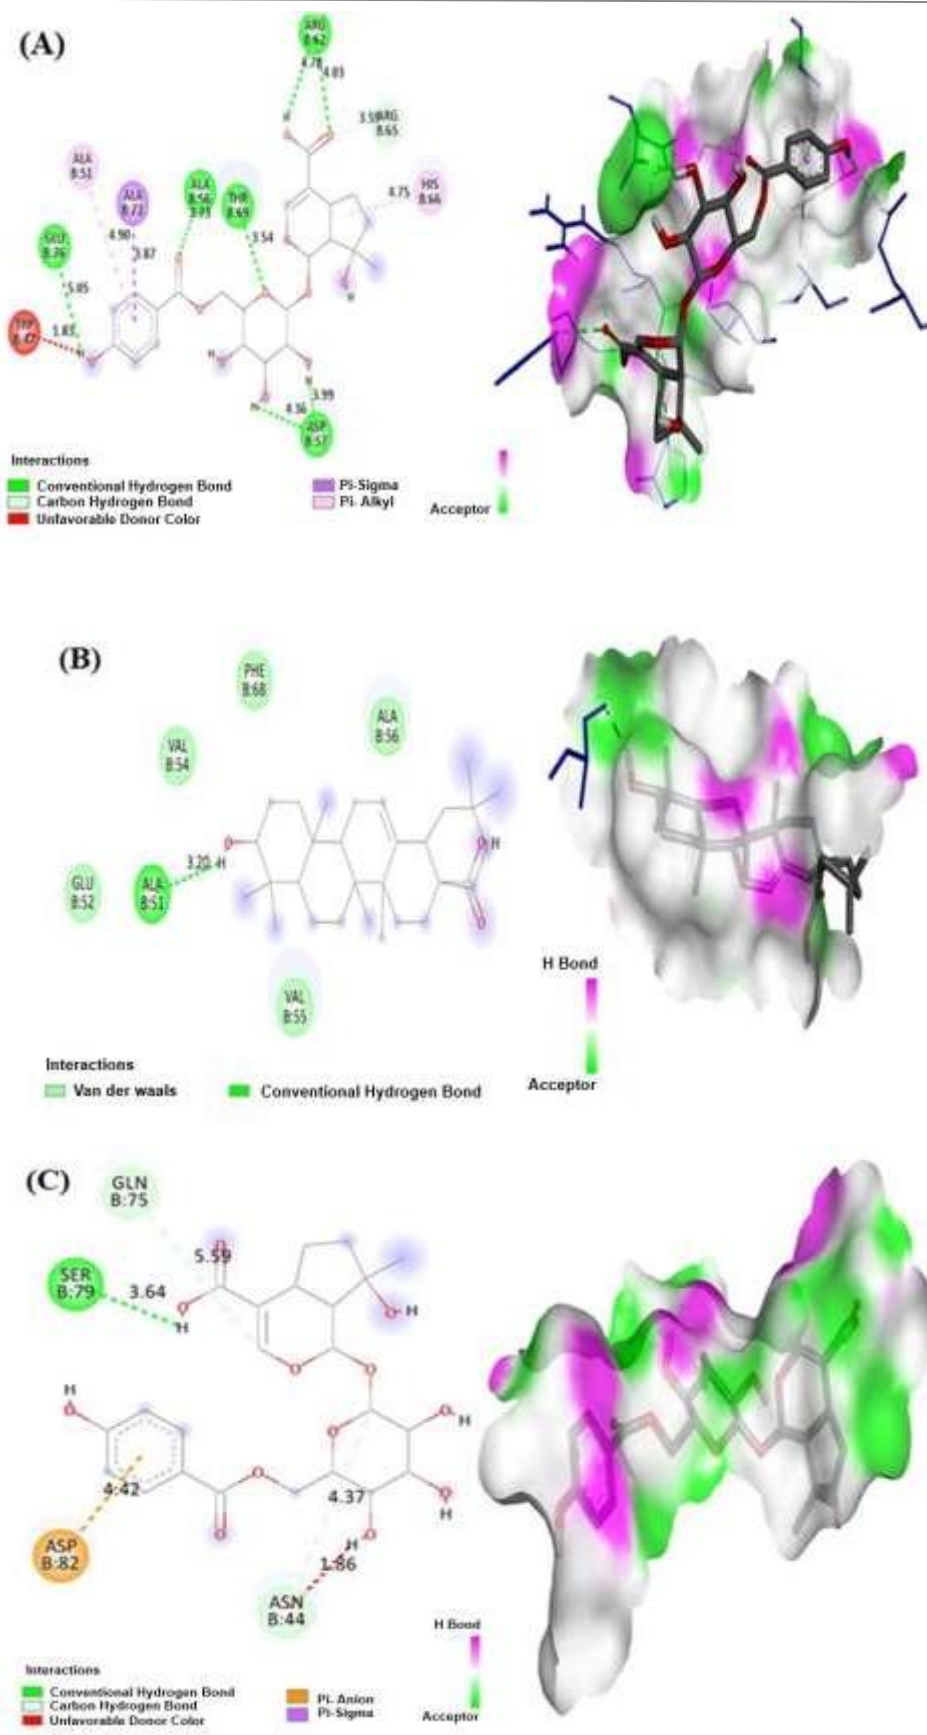 (A)
ARG
B:62
4.78
4.03
3.59
ARG
B:65
ALA
B:51
ALA
B:72
ALA
B:56
3.73
THR
B:69
4.75
HIS
B:66
4.90
3.87
3.54
B:76
5.05
1.83
H
H
H
H
3.99
4.36
ASP
B:57
Interactions
Conventional Hydrogen Bond
Carbon Hydrogen Bond
Unfavorable Donor Color
Pi-Sigma
Pi- Alkyl
Acceptor
(B)
PHE
B:68
ALA
B:56
VAL
B:54
GLU
B:52
ALA
B:51
3.20
H
H
VAL
B:55
H Bond
Acceptor
Interactions
Van der waals
Conventional Hydrogen Bond
(C)
GLN
B:75
SER
B:79
3.64
5.59
O
O
H
O
H
O
O
H
O
O
O
H
O
O
O
H
O
H
4.42
4.37
1.86
ASP
B:82
ASN
B:44
H Bond
Acceptor
Interactions
Conventional Hydrogen Bond
Carbon Hydrogen Bond
Unfavorable Donor Color
Pi- Anion
Pi-Sigma